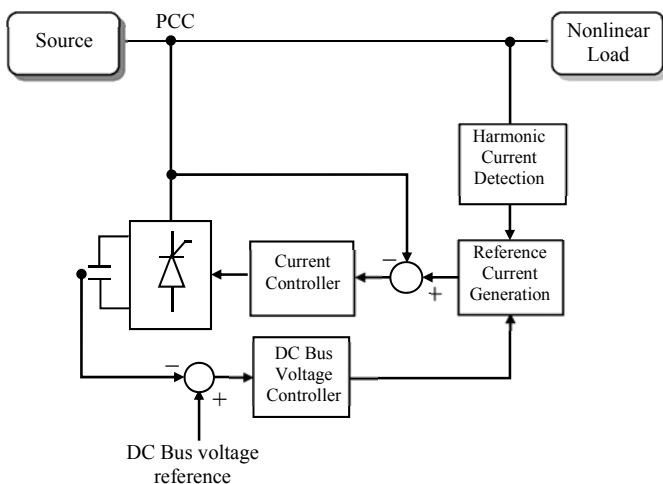 PCC
Source
Nonlinear
Load
Harmonic
Current
Detection
Current
Controller
−
+
Reference
Current
Generation
DC Bus
Voltage
Controller
−
+
DC Bus voltage
reference